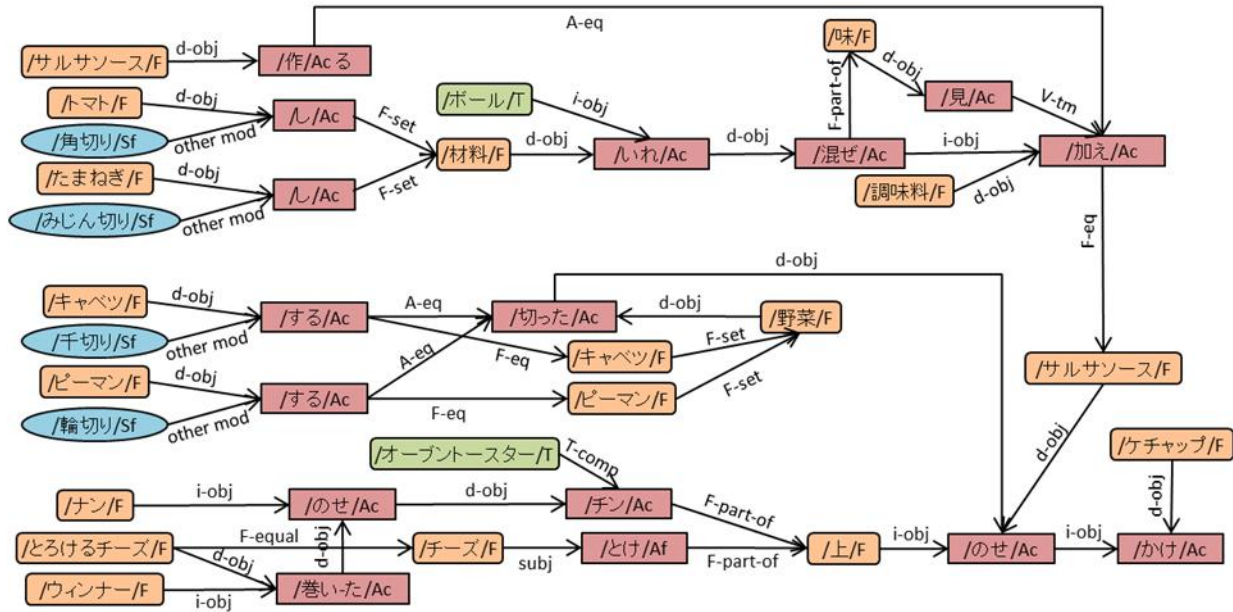 A-eq
/サルサソース/F
d-obj
/作/Acる
/味/F
d-obj
/トマト/F
d-obj
/し/Ac
F-set
/ボール/T
i-obj
F-part-of
/見/Ac
V-tm
/角切り/Sf
other mod
/材料/F
d-obj
/いれ/Ac
d-obj
/混ぜ/Ac
i-obj
/加え/Ac
/たまねぎ/F
d-obj
/し/Ac
F-set
/調味料/F
d-obj
/みじん切り/Sf
other mod
F-eq
d-obj
/キャベツ/F
d-obj
/する/Ac
A-eq
/切った/Ac
d-obj
/野菜/F
/千切り/Sf
other mod
A-eq
F-eq
/キャベツ/F
F-set
/サルサソース/F
/ピーマン/F
d-obj
/する/Ac
F-eq
/ピーマン/F
F-set
/輪切り/Sf
other mod
/オーブントースター/T
T-comp
d-obj
/ケチャップ/F
/ナン/F
i-obj
/のせ/Ac
d-obj
/チン/Ac
F-part-of
d-obj
/とろけるチーズ/F
F-equal
d-obj
d-obj
/チーズ/F
subj
/とけ/Af
F-part-of
/上/F
i-obj
/のせ/Ac
i-obj
/かけ/Ac
/ウィンナー/F
i-obj
/巻いった/Ac